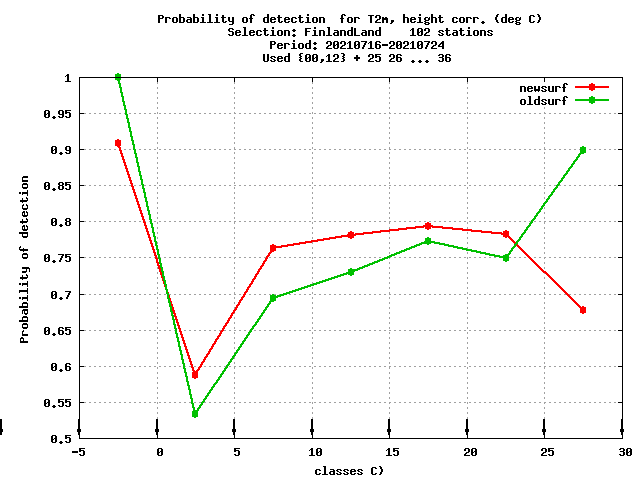 Probability of detection  for T2m, height corr. (deg C)
Selection: FinlandLand    102 stations
Period: 20210716-20210724
Used {00,12} + 25 26 ... 36
newsurf
oldsurf
Probability of detection
1
0.95
0.9
0.85
0.8
0.75
0.7
0.65
0.6
0.55
0.5
-5 0 5 10 15 20 25 30
classes C)